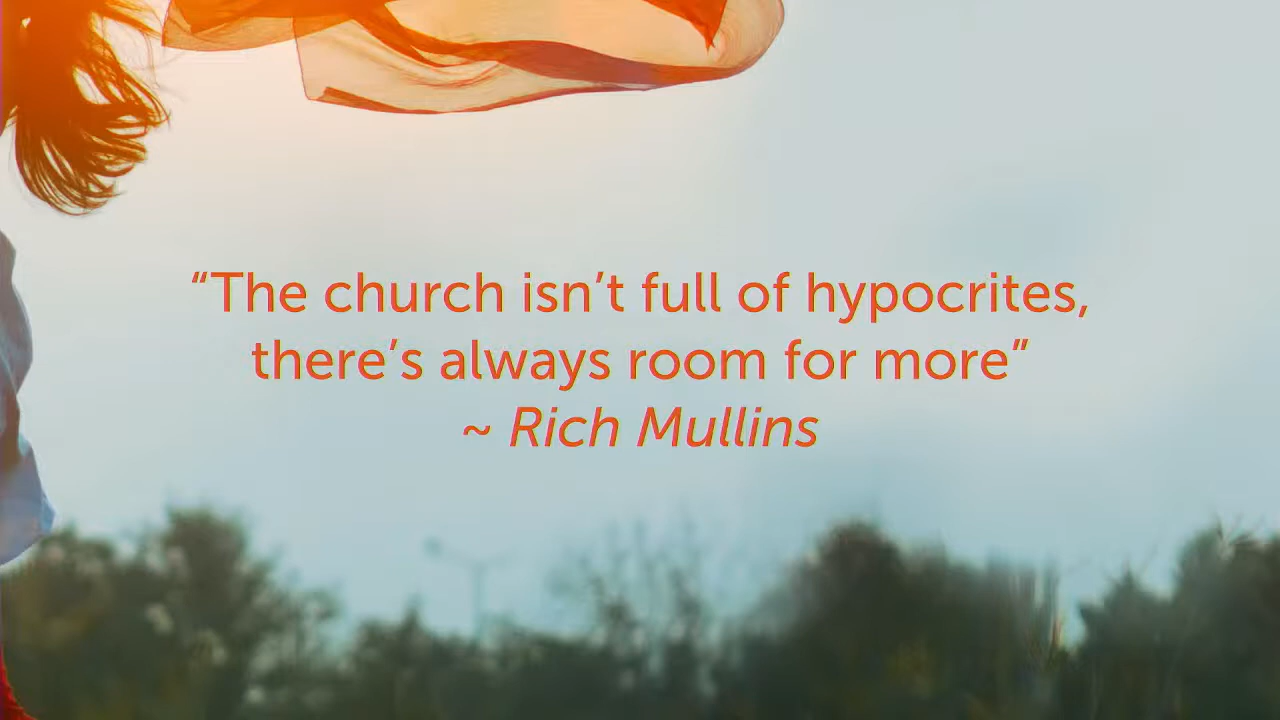 “The church isn’t full of hypocrites,
there’s always room for more”
~ Rich Mullins